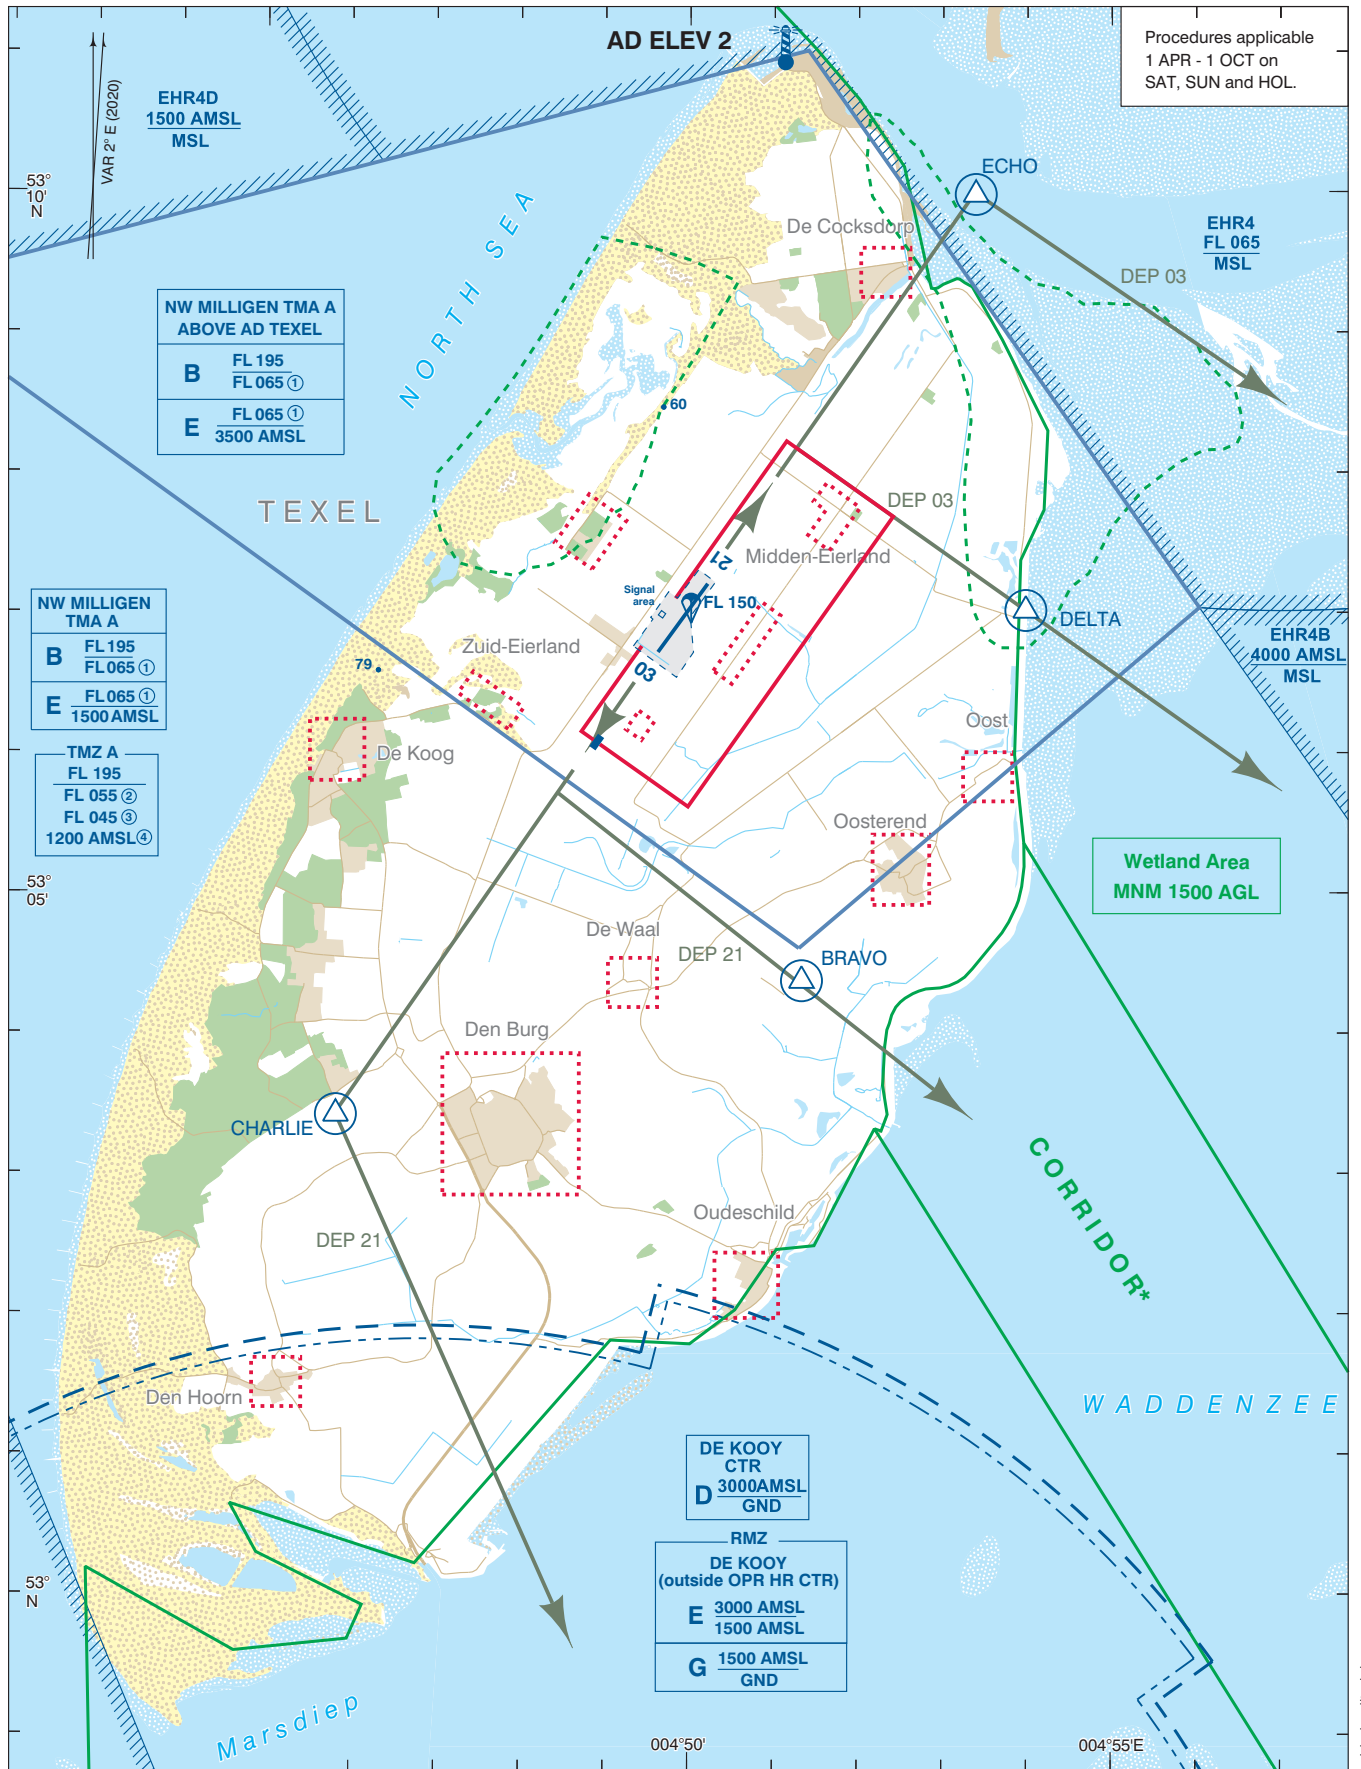 AD ELEV 2
Procedures applicable
1 APR - 1 OCT on
SAT, SUN and HOL.
VAR 2° E (2020)
EHR4D
1500 AMSL
MSL
53°
10'
N
NORTH SEA
ECHO
De Cocksdorp
EHR4
FL 065
MSL
DEP 03
NW MILLIGEN TMA A
ABOVE AD TEXEL
B FL 195
FL 065 ①
E FL 065 ①
3500 AMSL
60
TEXEL
DEP 03
21
Midden-Eierland
Signal
area
FL 150
03
DELTA
NW MILLIGEN
TMA A
B FL 195
FL 065 ①
E FL 065 ①
1500 AMSL
Zuid-Eierland
79
EHR4B
4000 AMSL
MSL
Oost
De Koog
TMZ A
FL 195
FL 055 ②
FL 045 ③
1200 AMSL ④
Oosterend
Wetland Area
MNM 1500 AGL
53°
05'
De Waal
DEP 21
BRAVO
Den Burg
CHARLIE
CORRIDOR*
Oudeschild
DEP 21
Den Hoorn
WADDENZEE
DE KOOY
CTR
D 3000AMSL
GND
RMZ
DE KOOY
(outside OPR HR CTR)
E 3000 AMSL
1500 AMSL
G 1500 AMSL
GND
53°
N
Marsdiep
004°50'
004°55'E